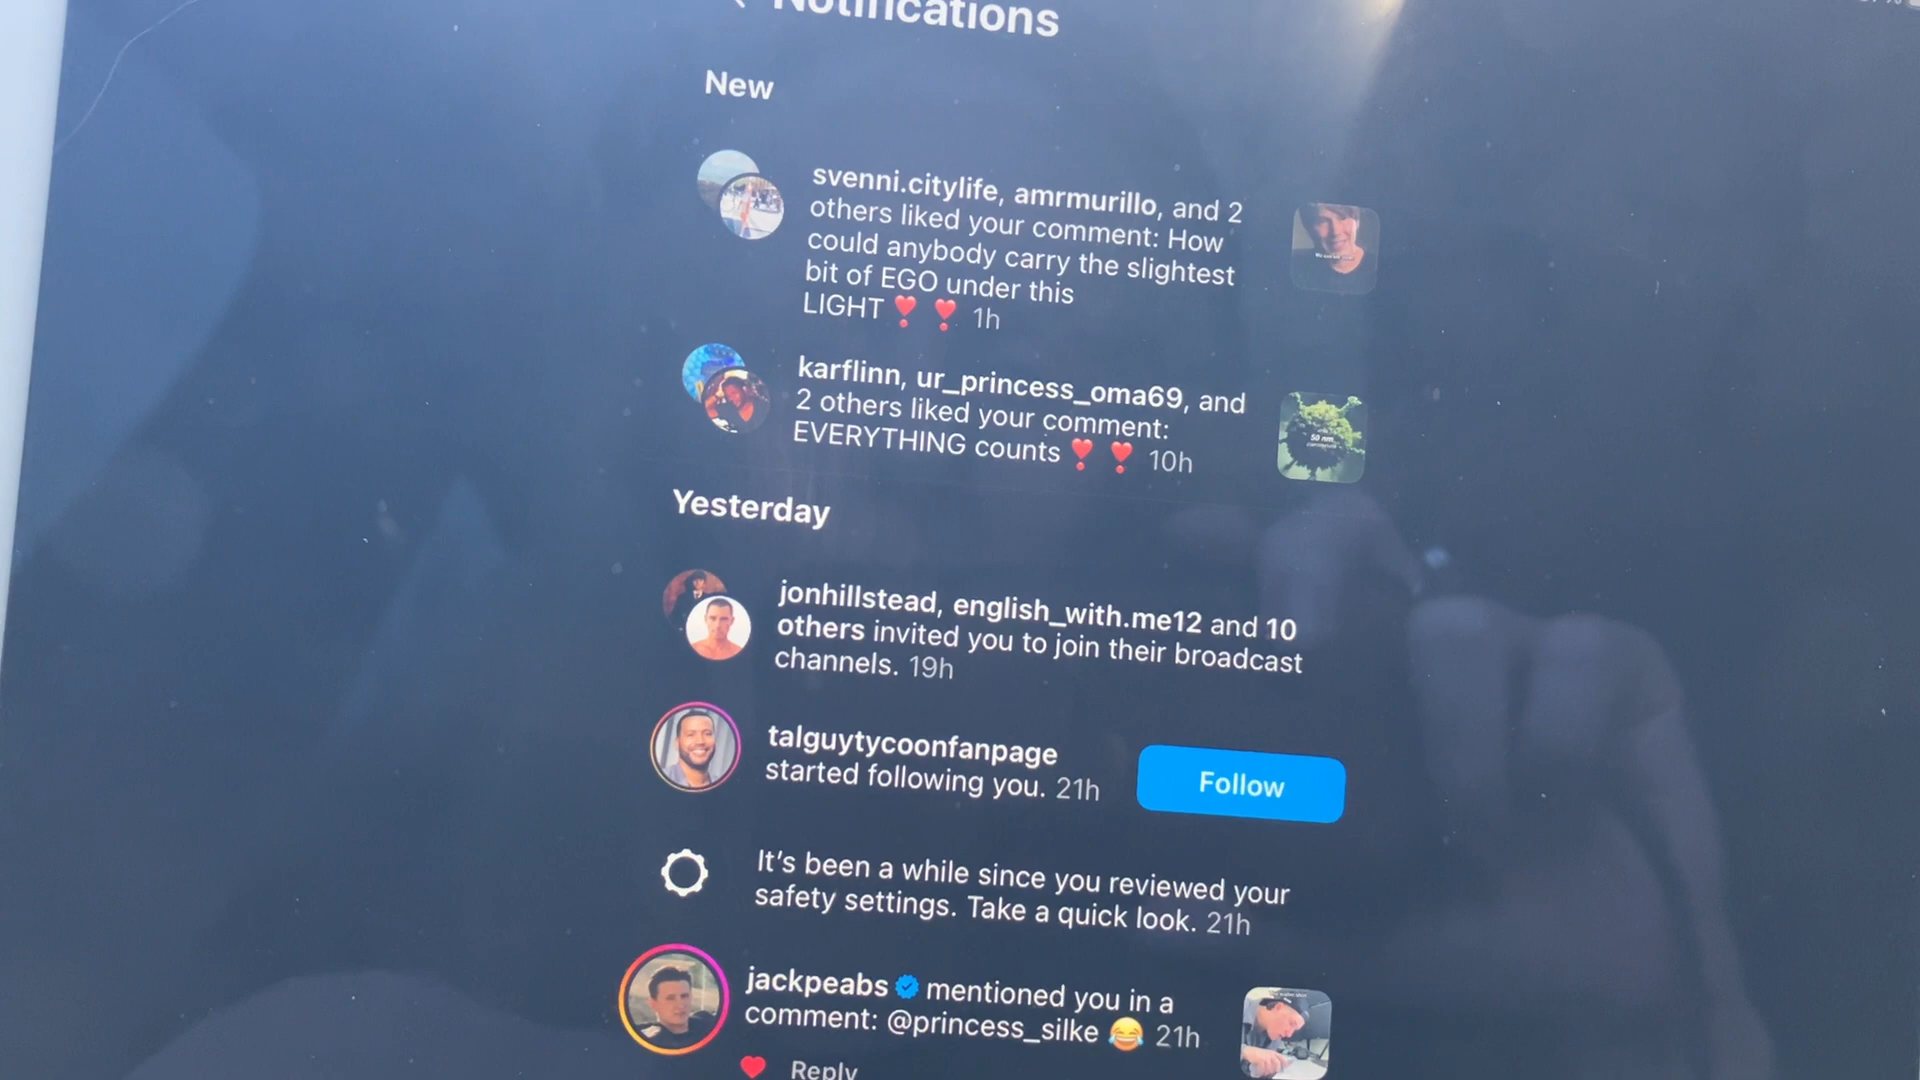 Notifications
New
svenni.citylife, amrmurillo, and 2
others liked your comment: How
could anybody carry the slightest
bit of EGO under this
LIGHT❣️❣️ 1h
karflinn, ur_princess_oma69, and
2 others liked your comment:
EVERYTHING counts❣️❣️ 10h
50 nm
Yesterday
jonhillstead, english_with.me12 and 10
others invited you to join their broadcast
channels. 19h
talguytycoonfanpage
started following you. 21h
Follow
It's been a while since you reviewed your
safety settings. Take a quick look. 21h
jackpeabs mentioned you in a
comment: @princess_silke 😂 21h
Reply